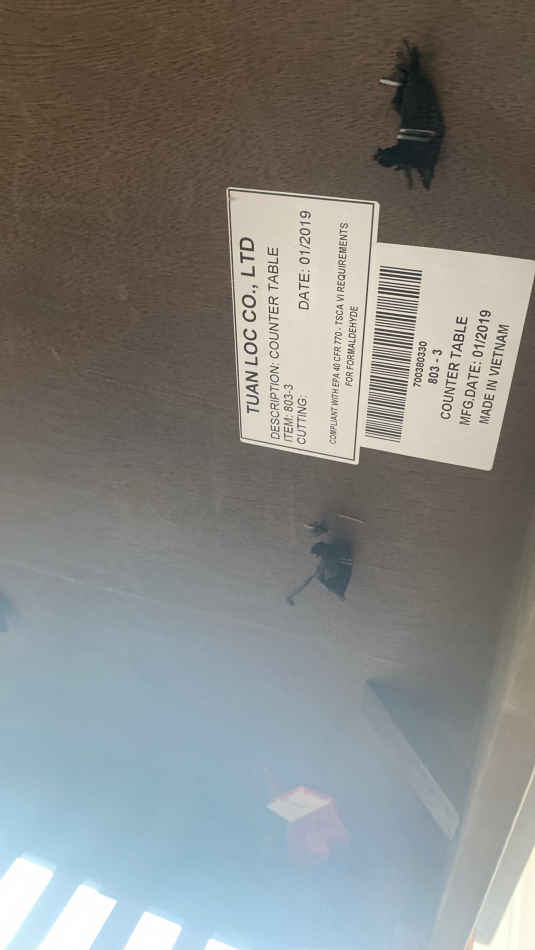 TUAN LOC CO., LTD
DESCRIPTION: COUNTER TABLE
ITEM: 803-3
CUTTING: DATE: 01/2019
COMPLIANT WITH EPA 40 CFR 770 - TSCA VI REQUIREMENTS
FOR FORMALDEHYDE
700380330
803 - 3
COUNTER TABLE
MFG.DATE: 01/2019
MADE IN VIETNAM